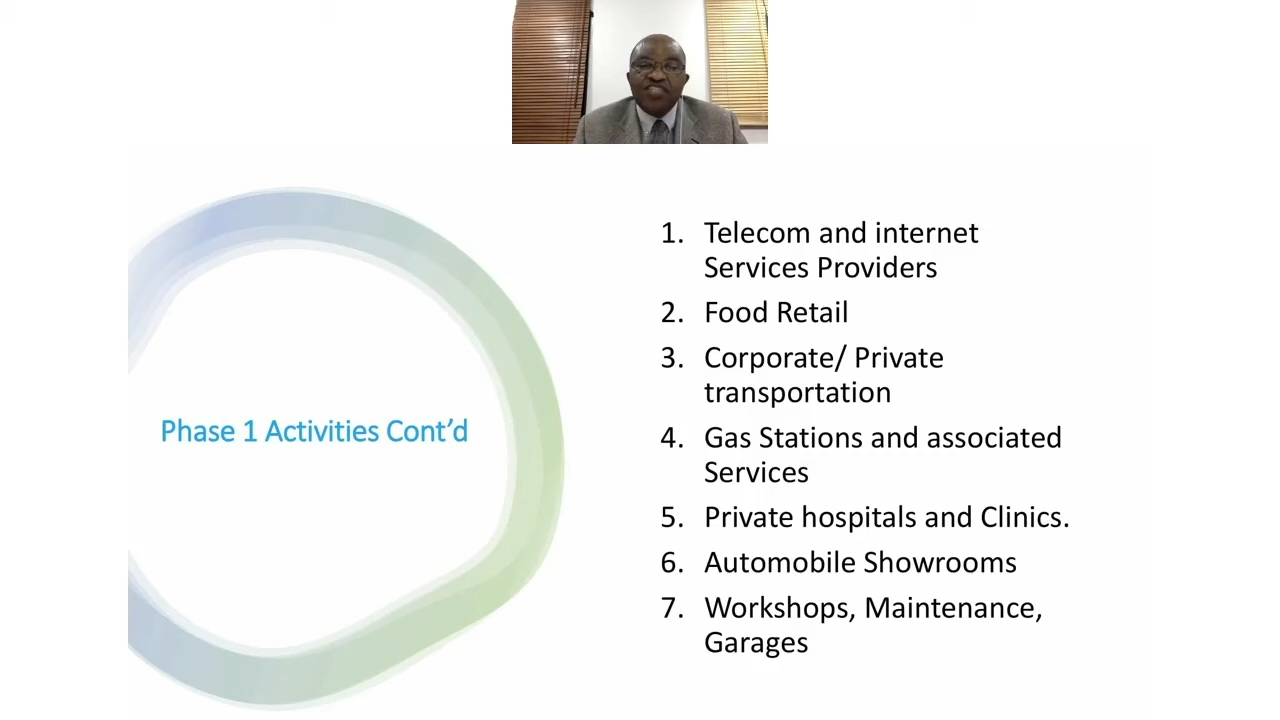 Phase 1 Activities Cont’d
1. Telecom and internet
Services Providers
2. Food Retail
3. Corporate/ Private
transportation
4. Gas Stations and associated
Services
5. Private hospitals and Clinics.
6. Automobile Showrooms
7. Workshops, Maintenance,
Garages